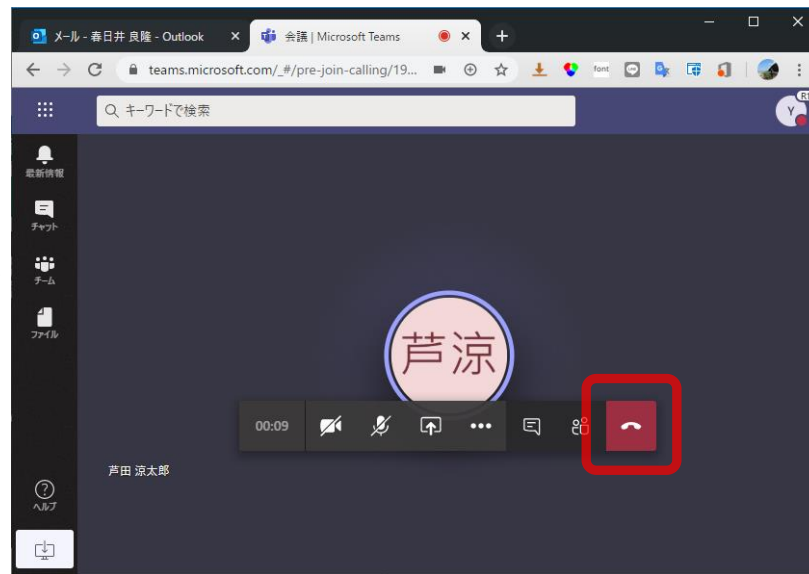 メール - 春日井 良隆 - Outlook
会議 | Microsoft Teams
teams.microsoft.com/_#/pre-join-calling/19...
font
キーワードで検索
Y
最新情報
チャット
チーム
ファイル
芦涼
00:09
芦田 涼太郎
ヘルプ